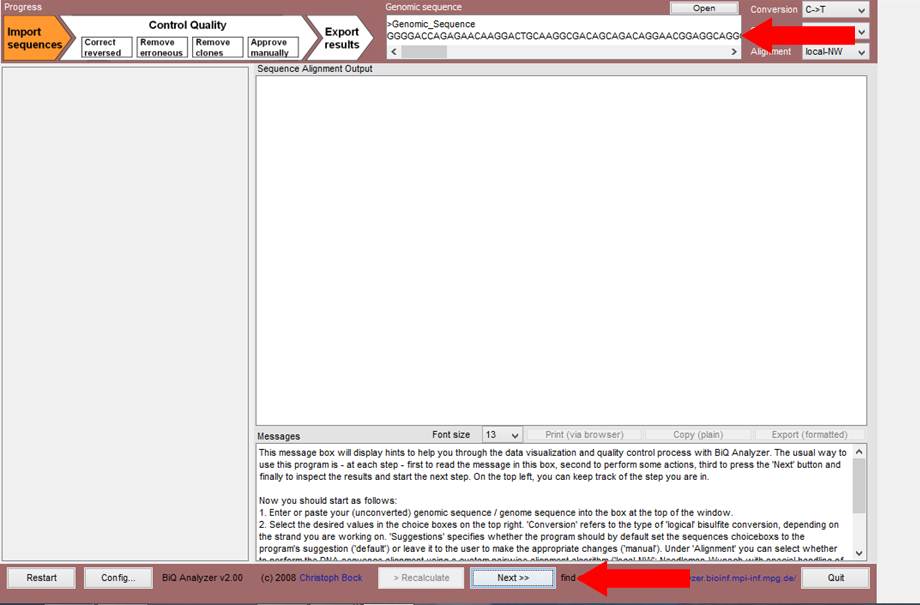 Progress
Import sequences
Control Quality
Correct reversed
Remove erroneous
Remove clones
Approve manually
Export results
Genomic sequence
Open
>Genomic_Sequence
GGGGACCAGAGAACAAGGACTGCAAGGCGACAGCAGACAGGAACGGAGGCAGGG
Conversion C->T
Alignment local-NW
Sequence Alignment Output
Messages
Font size 13
Print (via browser)
Copy (plain)
Export (formatted)
This message box will display hints to help you through the data visualization and quality control process with BiQ Analyzer. The usual way to
use this program is - at each step - first to read the message in this box, second to perform some actions, third to press the 'Next' button and
finally to inspect the results and start the next step. On the top left, you can keep track of the step you are in.
Now you should start as follows:
1. Enter or paste your (unconverted) genomic sequence / genome sequence into the box at the top of the window.
2. Select the desired values in the choice boxes on the top right. 'Conversion' refers to the type of 'logical' bisulfite conversion, depending on
the strand you are working on. 'Suggestions' specifies whether the program should by default set the sequences choiceboxes to the
program's suggestion ('default') or leave it to the user to make the appropriate changes ('manual'). Under 'Alignment' you can select whether
Restart
Config...
BiQ Analyzer v2.00
(c) 2008 Christoph Bock
> Recalculate
Next >>
find
zer.bioinf.mpi-inf.mpg.de/
Quit